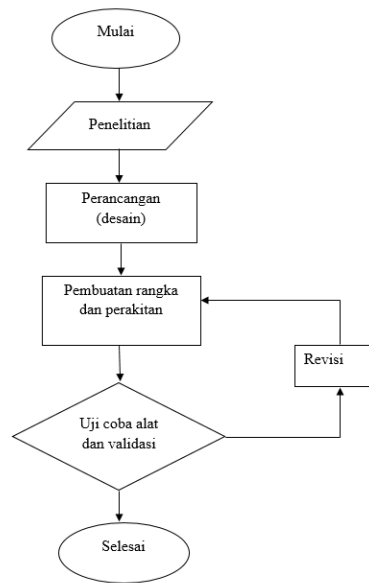 Mulai
Penelitian
Perancangan
(desain)
Pembuatan rangka
dan perakitan
Revisi
Uji coba alat
dan validasi
Selesai